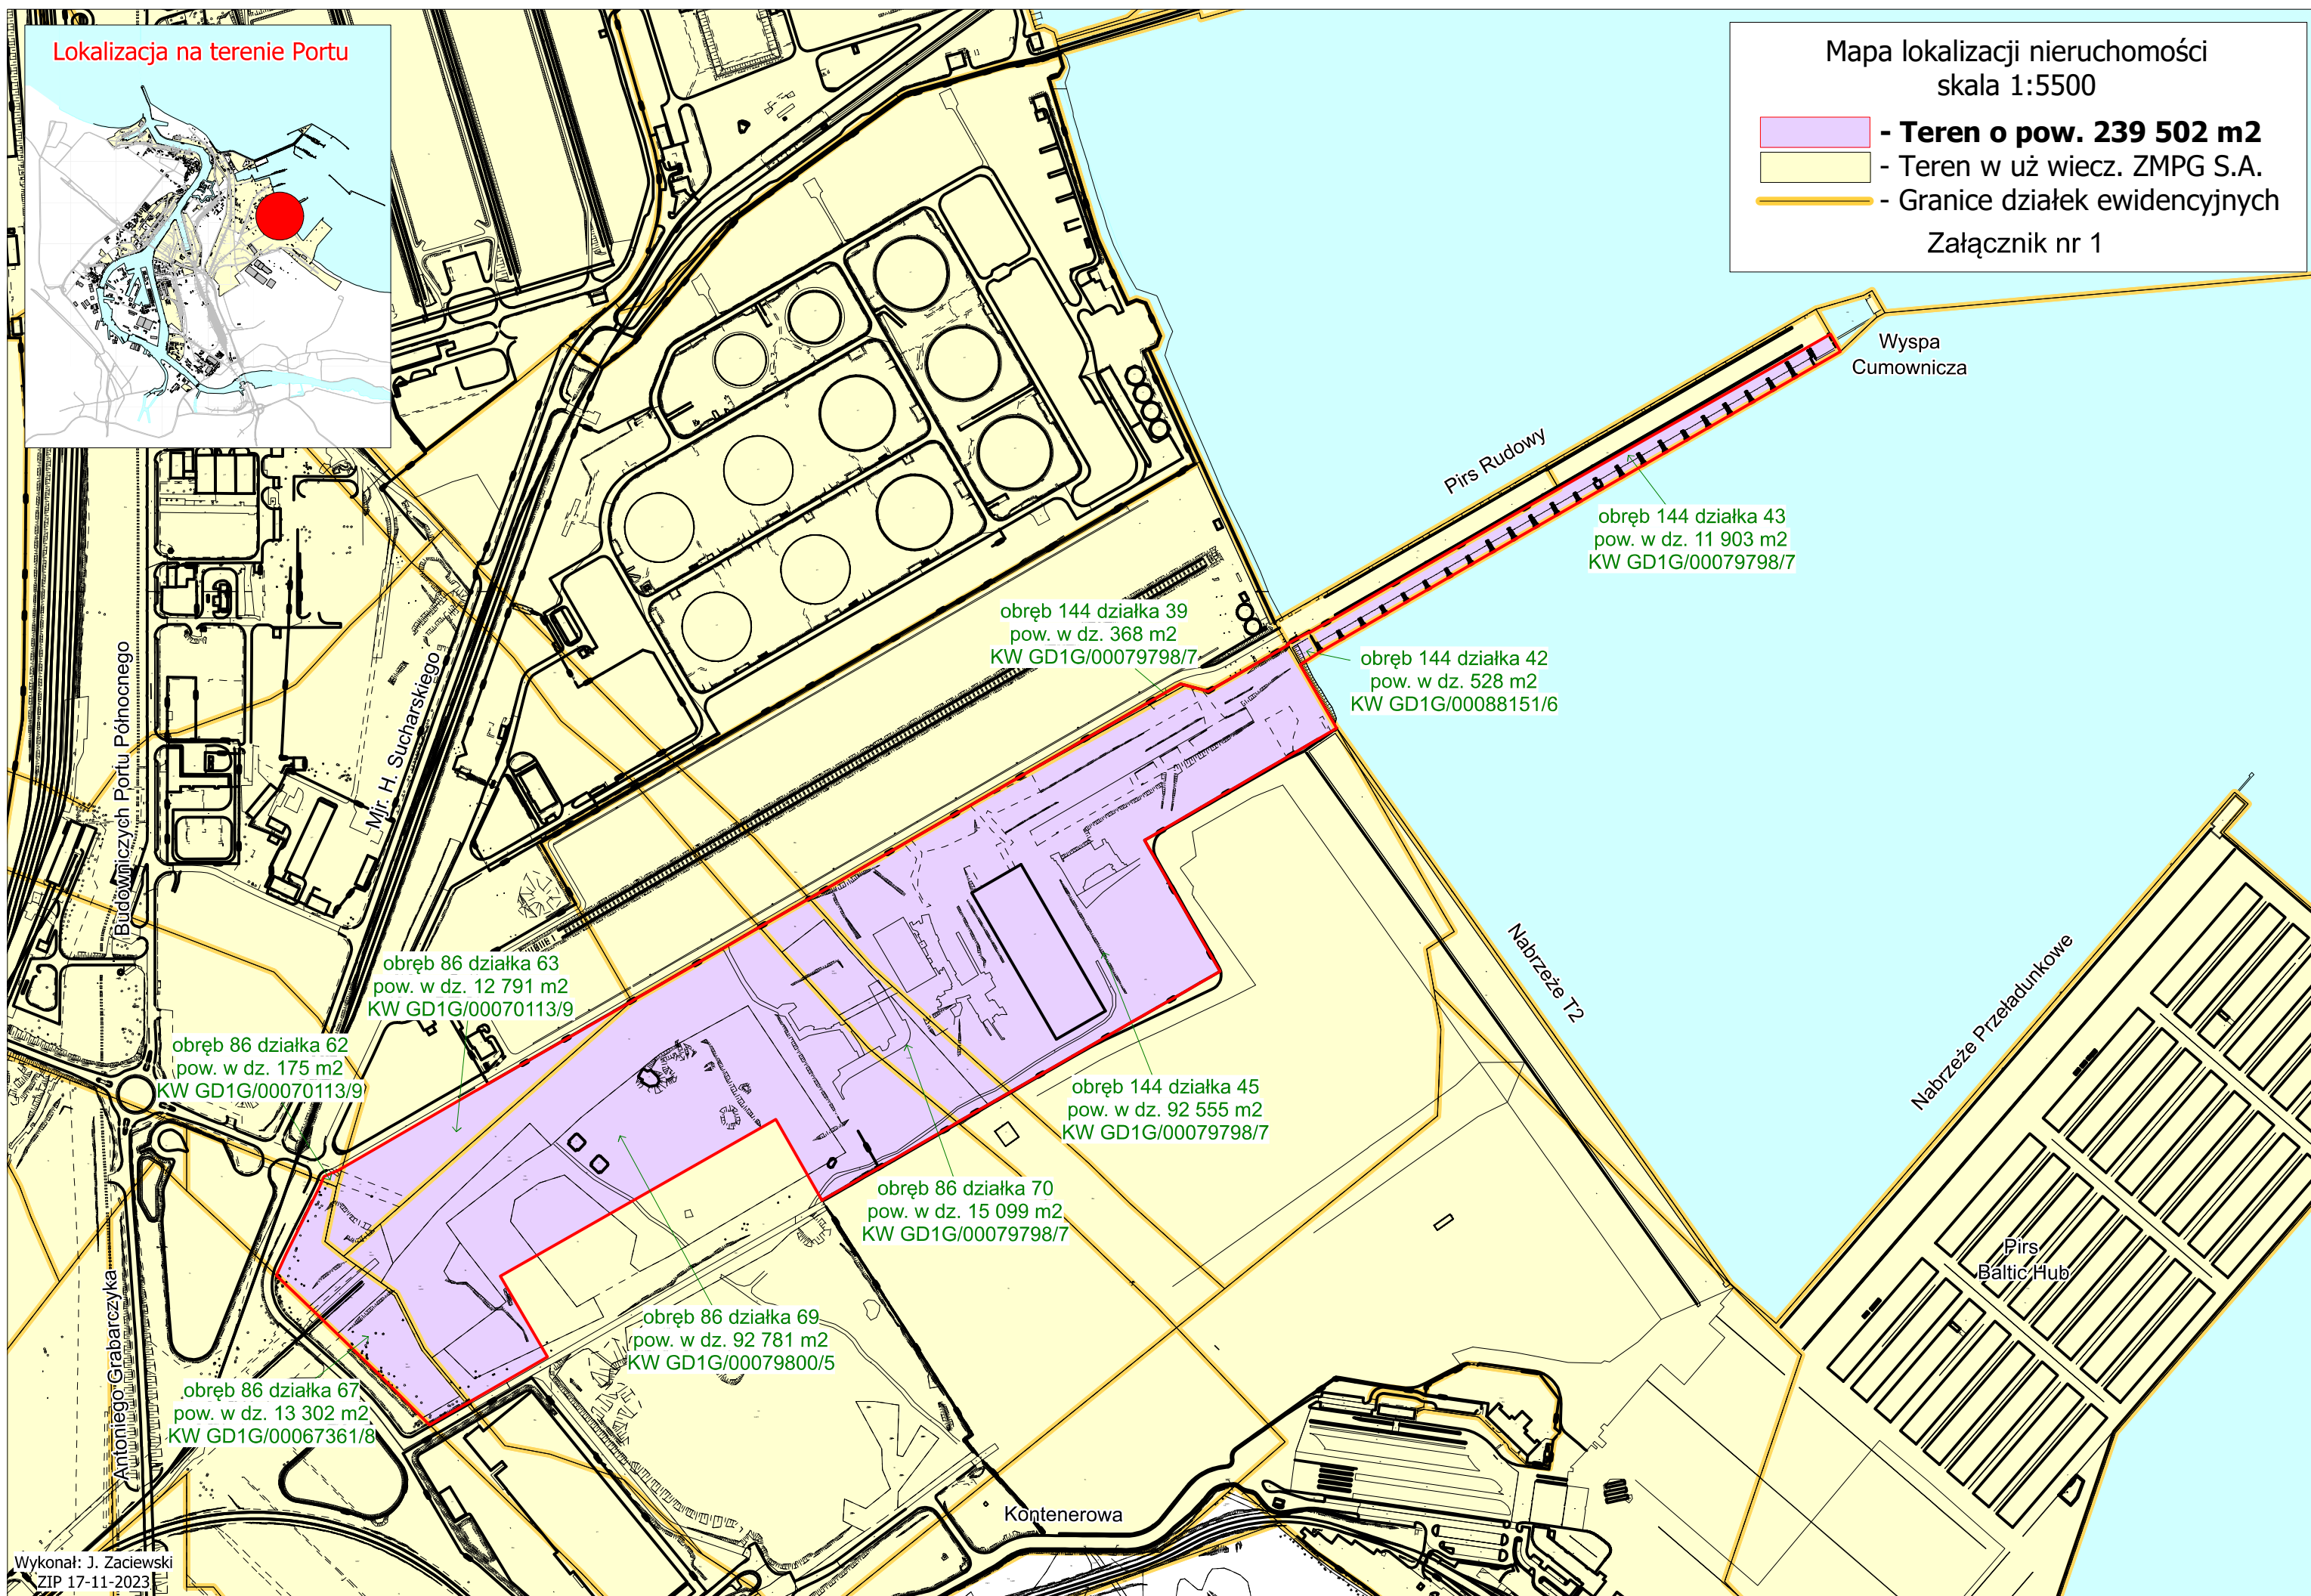 Lokalizacja na terenie Portu
Mapa lokalizacji nieruchomości
skala 1:5500
- Teren o pow. 239 502 m2
- Teren w uż wiecz. ZMPG S.A.
- Granice działek ewidencyjnych
Załącznik nr 1
Wyspa
Cumownicza
Pirs Rudowy
obręb 144 działka 43
pow. w dz. 11 903 m2
KW GD1G/00079798/7
obręb 144 działka 39
pow. w dz. 368 m2
KW GD1G/00079798/7
obręb 144 działka 42
pow. w dz. 528 m2
KW GD1G/00088151/6
Budowniczych Portu Północnego
Mjr. H. Sucharskiego
obręb 86 działka 63
pow. w dz. 12 791 m2
KW GD1G/00070113/9
Nabrzeże T2
Nabrzeże Przeładunkowe
obręb 86 działka 62
pow. w dz. 175 m2
KW GD1G/00070113/9
obręb 144 działka 45
pow. w dz. 92 555 m2
KW GD1G/00079798/7
obręb 86 działka 70
pow. w dz. 15 099 m2
KW GD1G/00079798/7
Pirs
Baltic Hub
obręb 86 działka 69
pow. w dz. 92 781 m2
KW GD1G/00079800/5
Antoniego Grabarczyka
obręb 86 działka 67
pow. w dz. 13 302 m2
KW GD1G/00067361/8
Kontenerowa
Wykonał: J. Zaciewski
ZIP 17-11-2023